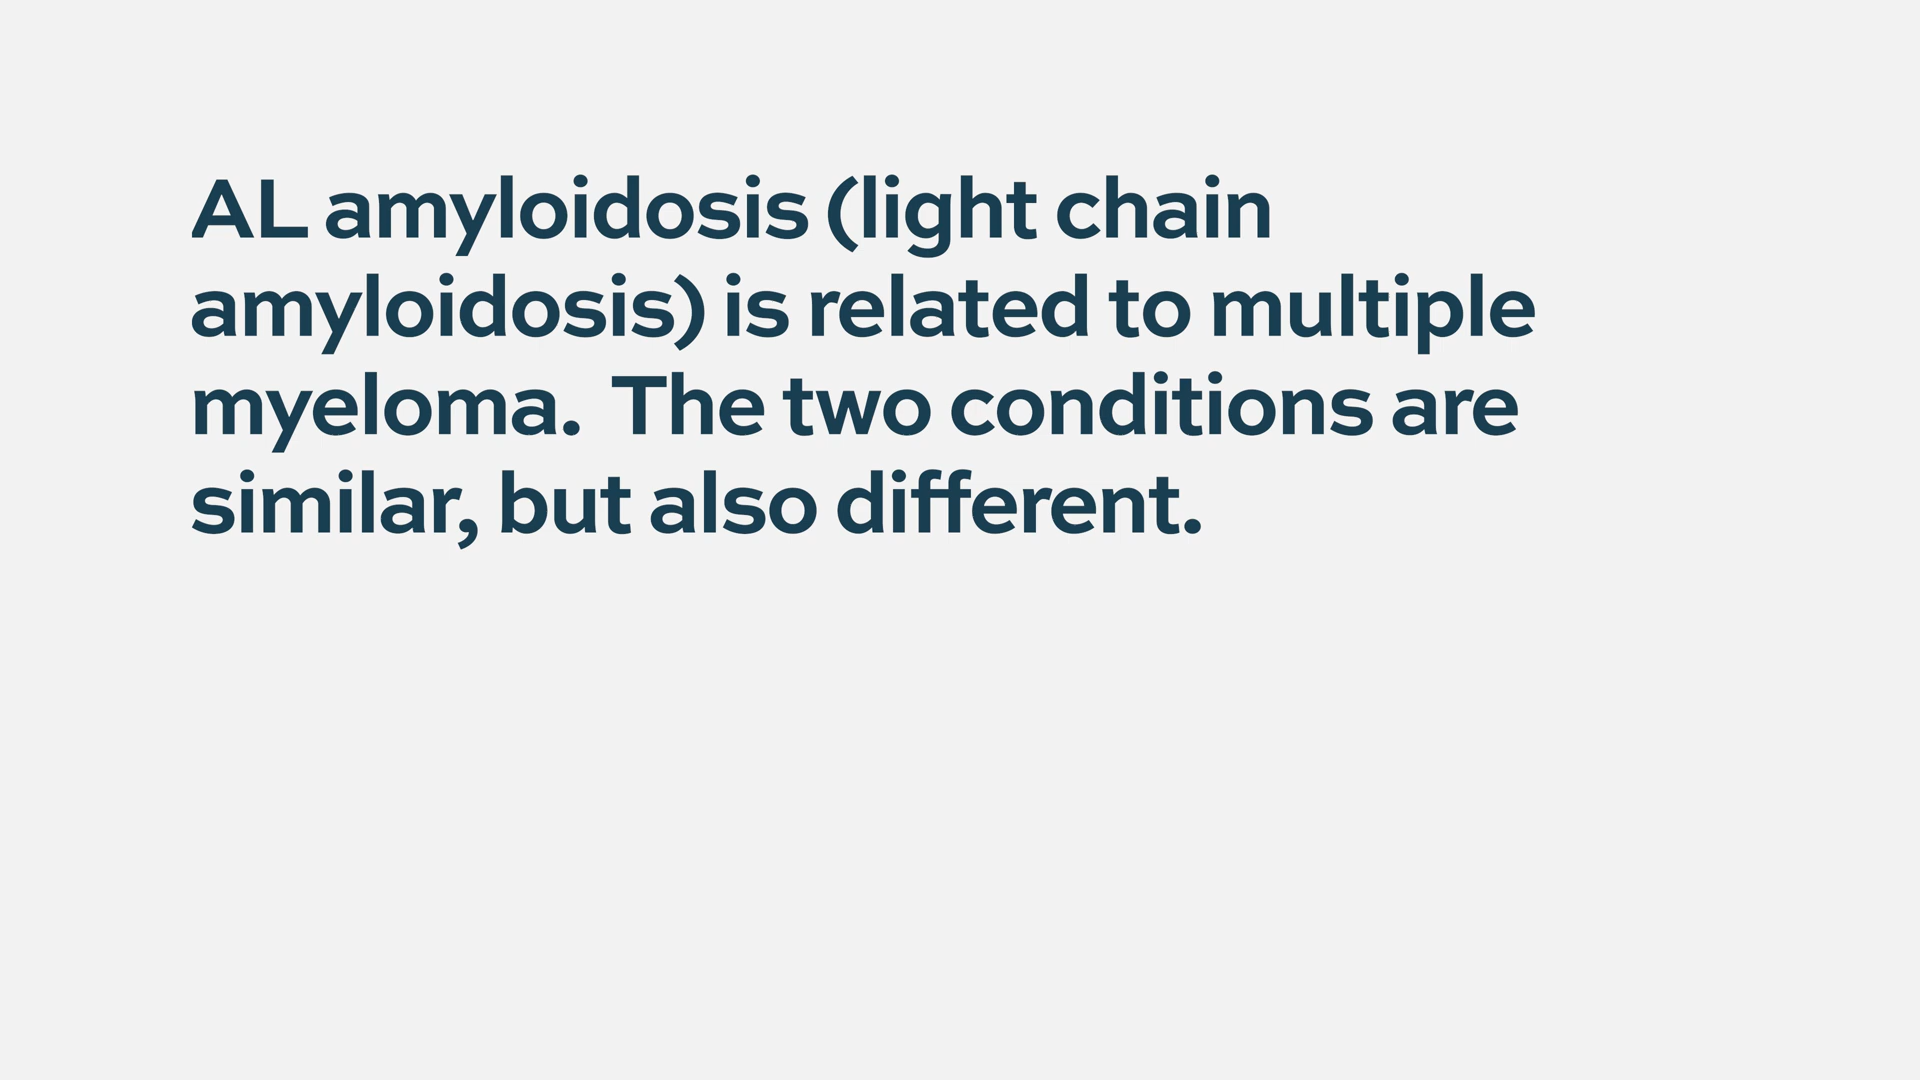 AL amyloidosis (light chain
amyloidosis) is related to multiple
myeloma. The two conditions are
similar, but also different.